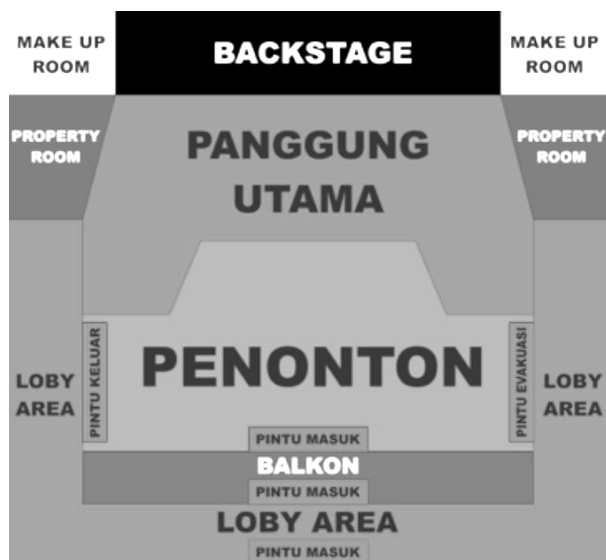 MAKE UP
ROOM
BACKSTAGE
MAKE UP
ROOM
PROPERTY
ROOM
PANGGUNG
UTAMA
PROPERTY
ROOM
LOBY
AREA
PINTU KELUAR
PENONTON
PINTU EVAKUASI
LOBY
AREA
PINTU MASUK
BALKON
PINTU MASUK
LOBY AREA
PINTU MASUK